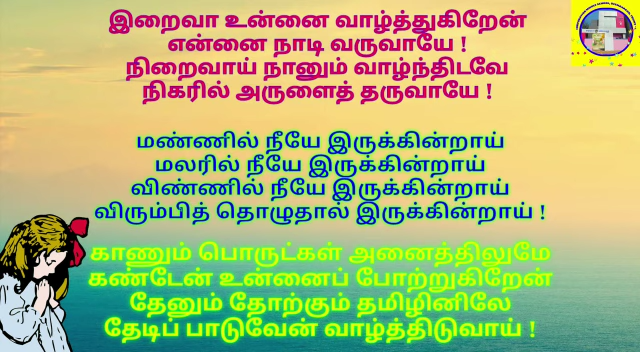 இறைவா உன்னை வாழ்த்துகிறேன்
என்னை நாடி வருவாயே !
நிறைவாய் நானும் வாழ்ந்திடவே
நிகரில் அருளைத் தருவாயே !
மண்ணில் நீயே இருக்கின்றாய்
மலரில் நீயே இருக்கின்றாய்
விண்ணில் நீயே இருக்கின்றாய்
விரும்பித் தொழுதால் இருக்கின்றாய் !
காணும் பொருட்கள் அனைத்திலுமே
கண்டேன் உன்னைப் போற்றுகிறேன்
தேனும் தோற்கும் தமிழினிலே
தேடிப் பாடுவேன் வாழ்த்திடுவாய் !